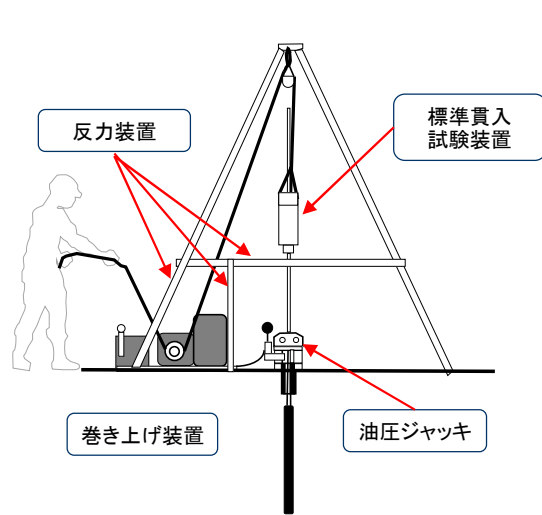 反力装置
標準貫入
試験装置
巻き上げ装置
油圧ジャッキ